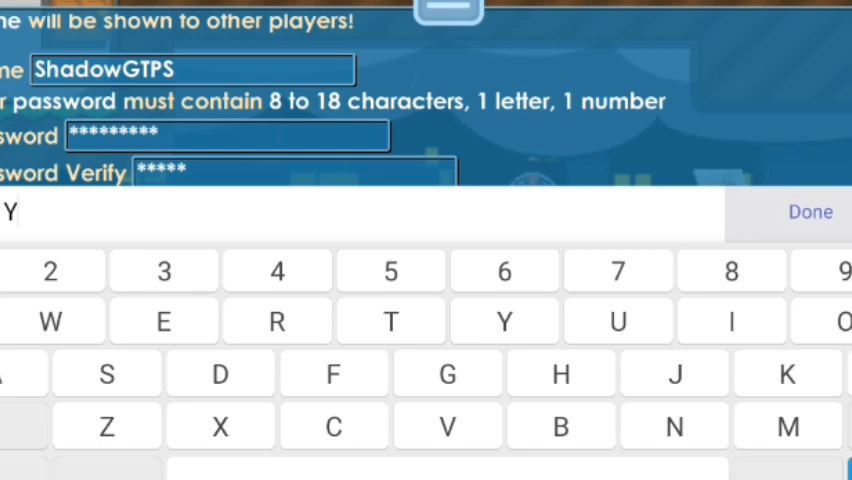 ne will be shown to other players!
me ShadowGTPS
r password must contain 8 to 18 characters, 1 letter, 1 number
sword *********
sword Verify *****
Y Done
2 3 4 5 6 7 8 9
W E R T Y U I O
A S D F G H J K
Z X C V B N M